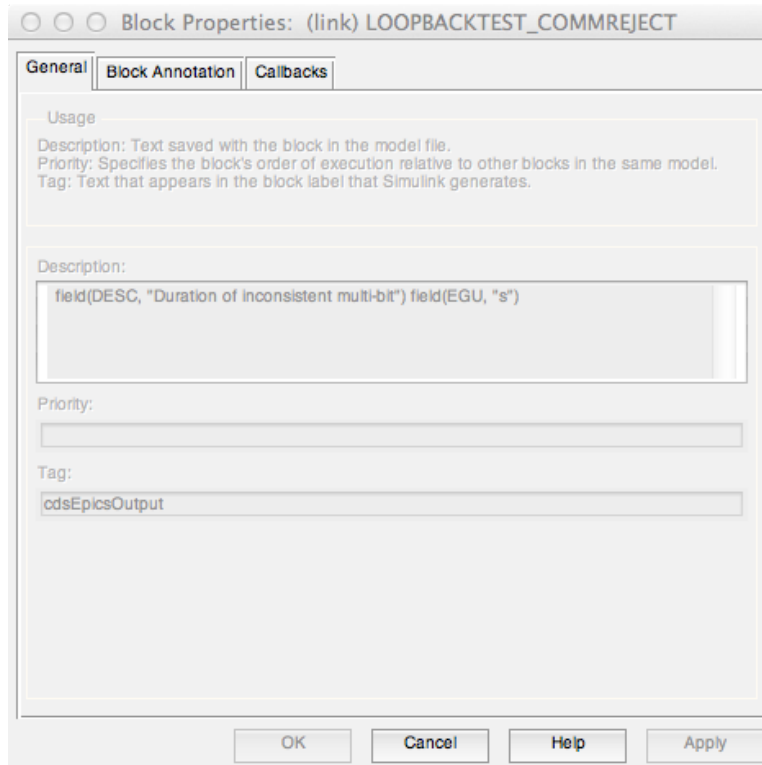 Block Properties: (link) LOOPBACKTEST_COMMREJECT
General Block Annotation Callbacks
Usage
Description: Text saved with the block in the model file.
Priority: Specifies the block's order of execution relative to other blocks in the same model.
Tag: Text that appears in the block label that Simulink generates.
Description:
field(DESC, "Duration of inconsistent multi-bit") field(EGU, "s")
Priority:
Tag:
cdsEpicsOutput
OK Cancel Help Apply